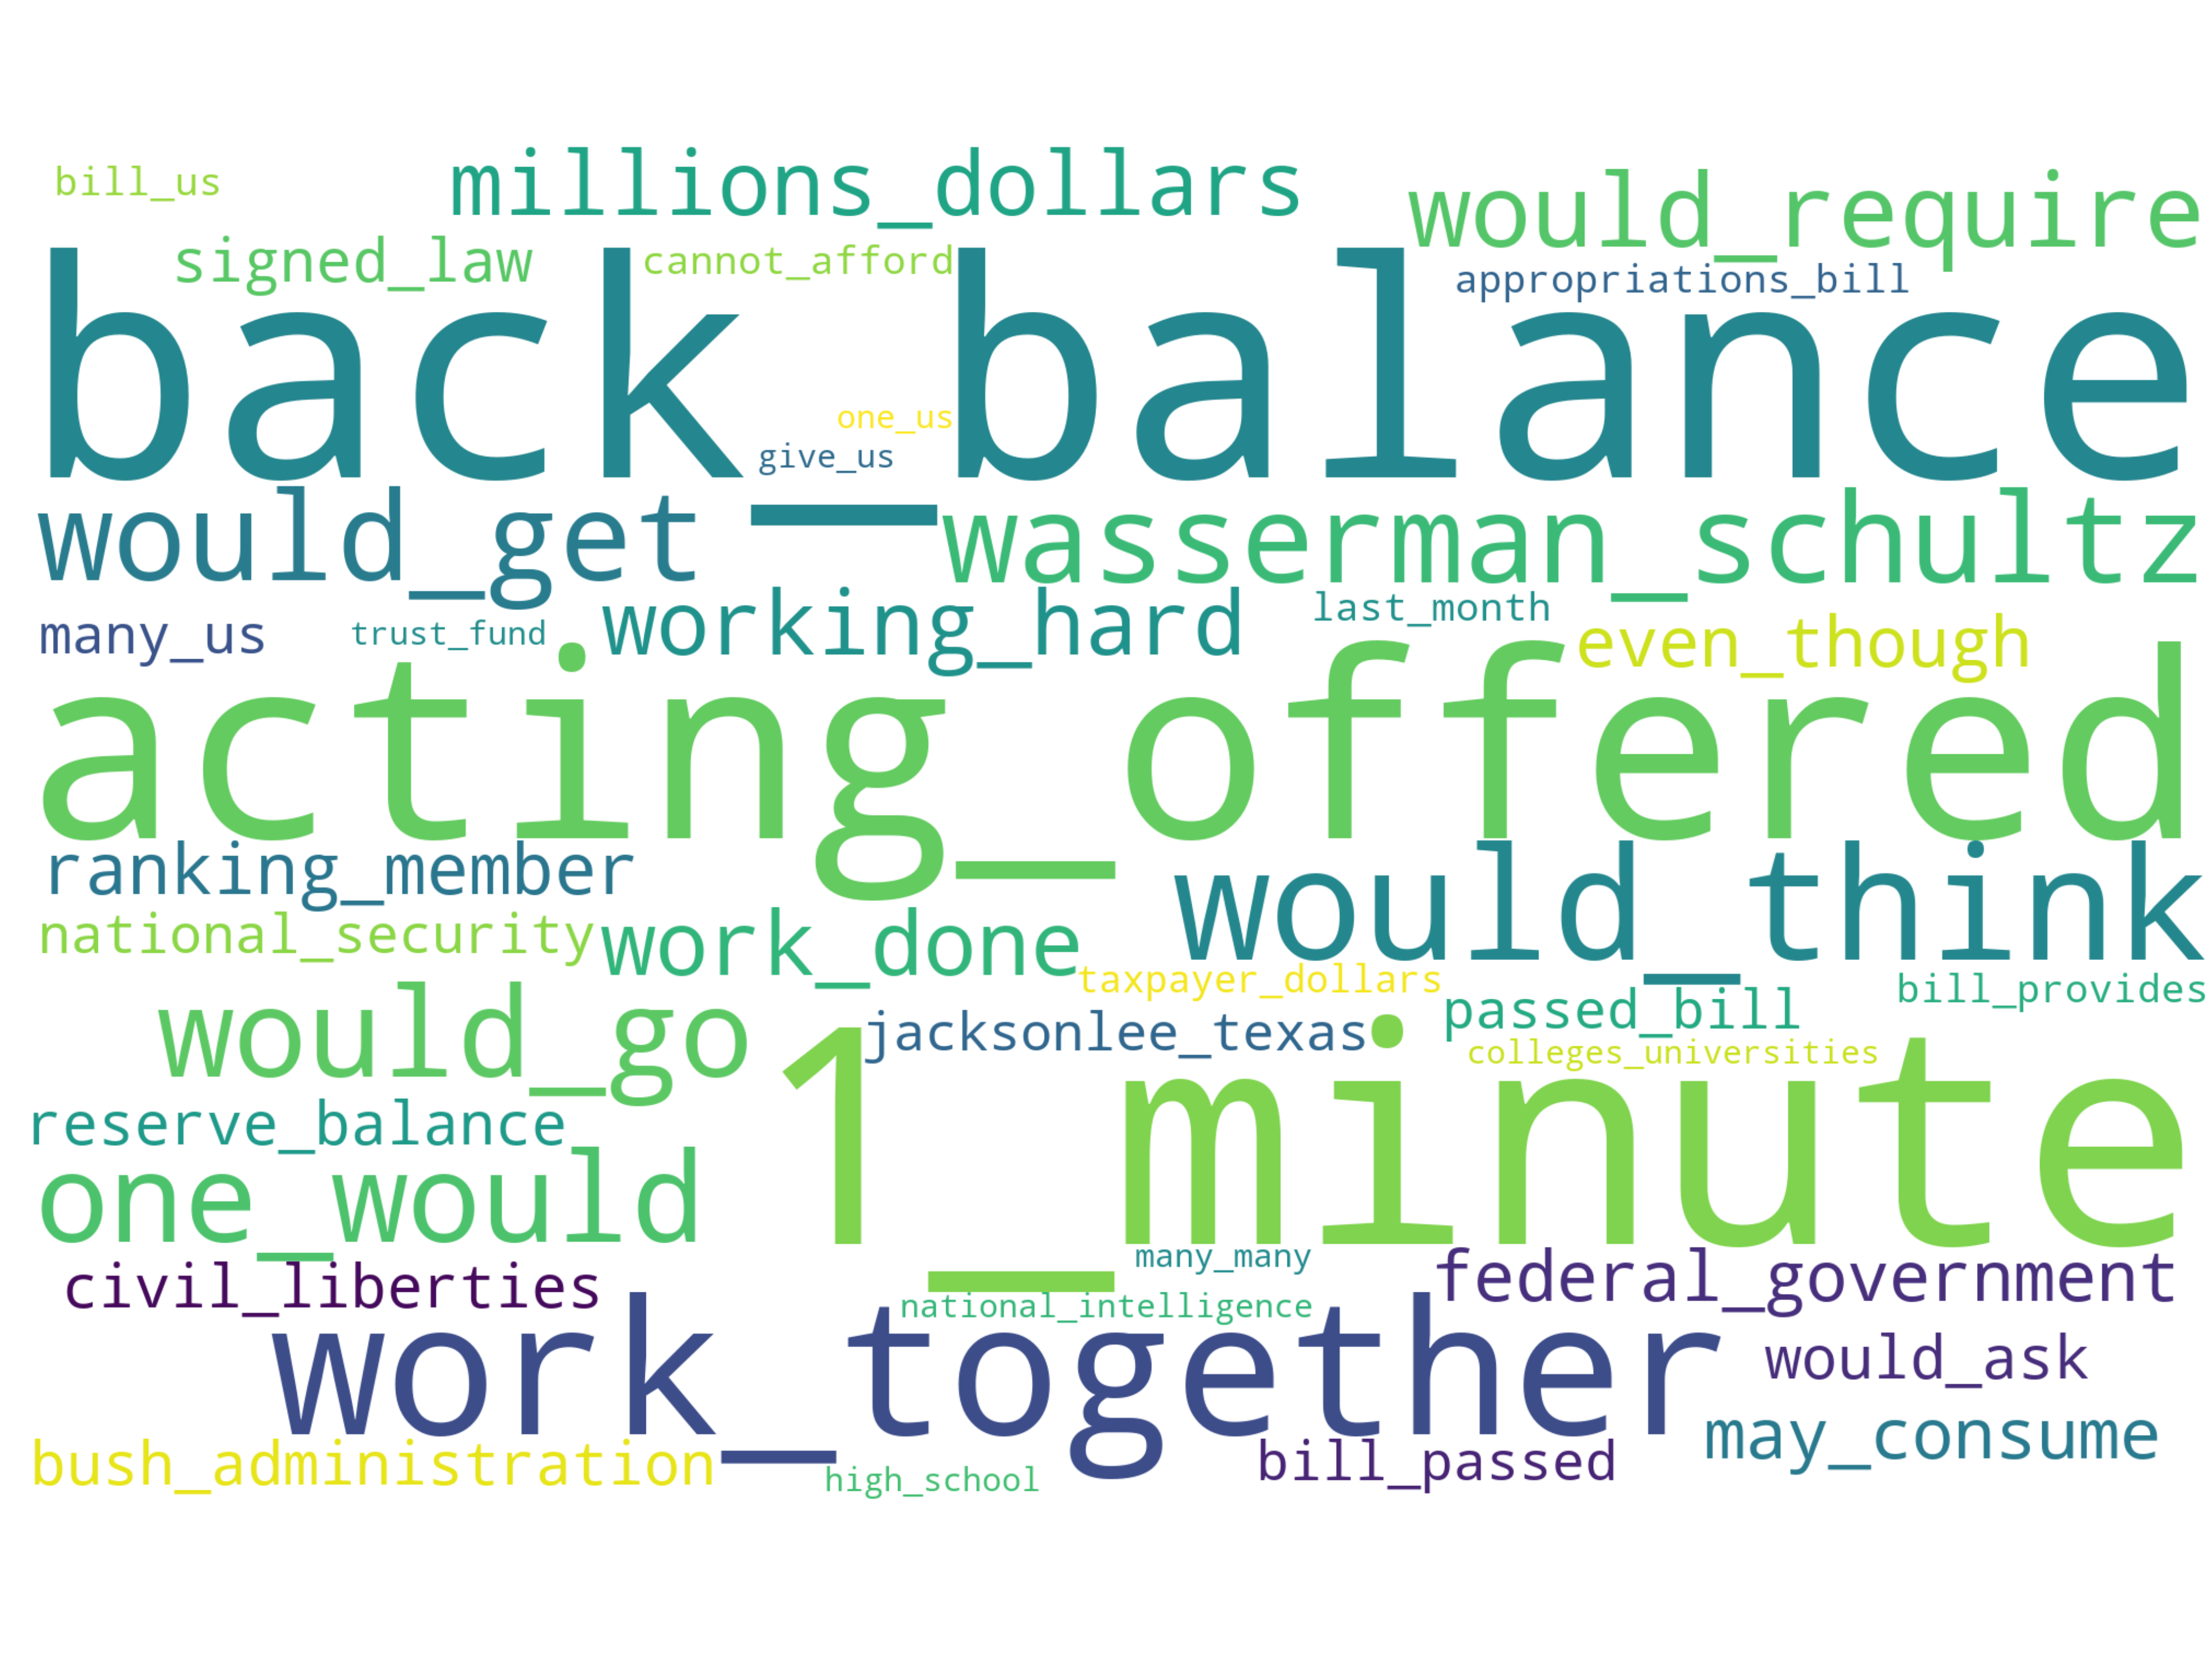 millions_dollars
bill_us
would_require
signed_law
cannot_afford
appropriations_bill
back_balance
one_us
give_us
would_get
wasserman_schultz
working_hard
last_month
many_us
trust_fund
even_though
acting_offered
ranking_member
would_think
national_security
work_done
taxpayer_dollars
bill_provides
passed_bill
would_go
jacksonlee_texas
colleges_universities
1_minute
reserve_balance
one_would
many_many
federal_government
civil_liberties
national_intelligence
work_together
would_ask
may_consume
bush_administration
bill_passed
high_school